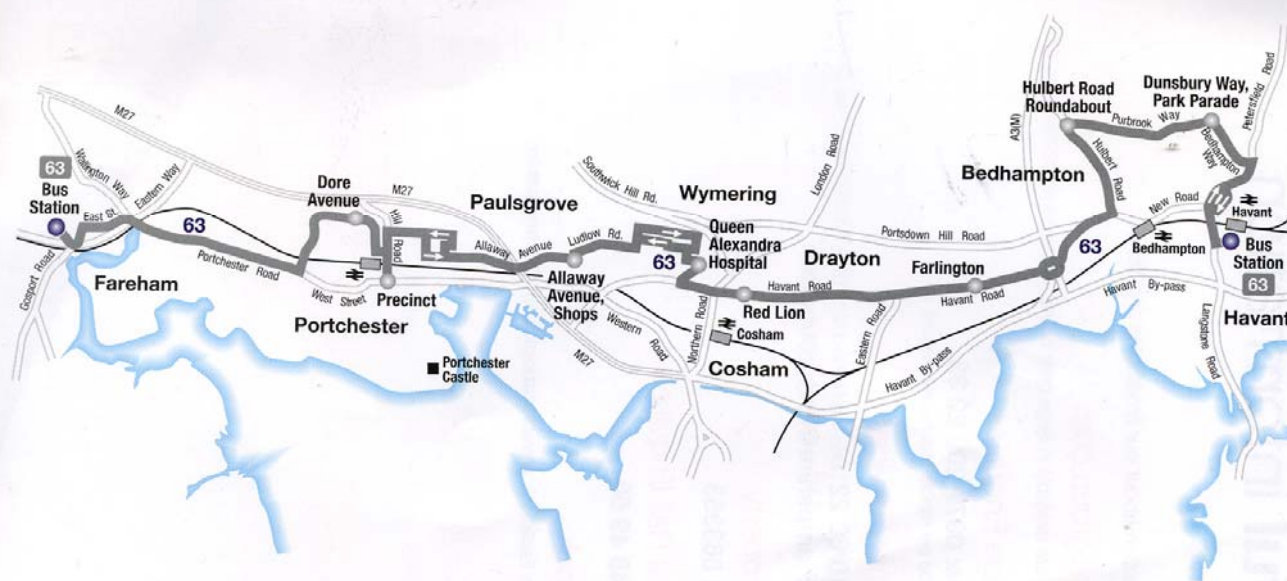 M27
Wallington Way
Eastern Way
63
Bus
Station
East St.
63
Portchester Road
Gosport Road
Fareham
Dore
Avenue
M27
Hill
Road
West Street
Precinct
Portchester
Portchester
Castle
Paulsgrove
Allaway
Avenue
Ludlow Rd.
Allaway
Avenue,
Shops
Western
Road
M27
Southwick Hill Rd.
Wymering
Queen
Alexandra
Hospital
63
London Road
Drayton
Havant Road
Red Lion
Northern Road
Cosham
Cosham
Eastern Road
Portsdown Hill Road
Farlington
Havant Road
Havant By-pass
A3(M)
Bedhampton
Hulbert Road
Roundabout
Hulbert
Road
Purbrook Way
Dunsbury Way,
Park Parade
Bedhampton
Way
Petersfield Road
New Road
63
Bedhampton
Havant
Bus
Station
63
Havant By-pass
Langstone Road
Havant